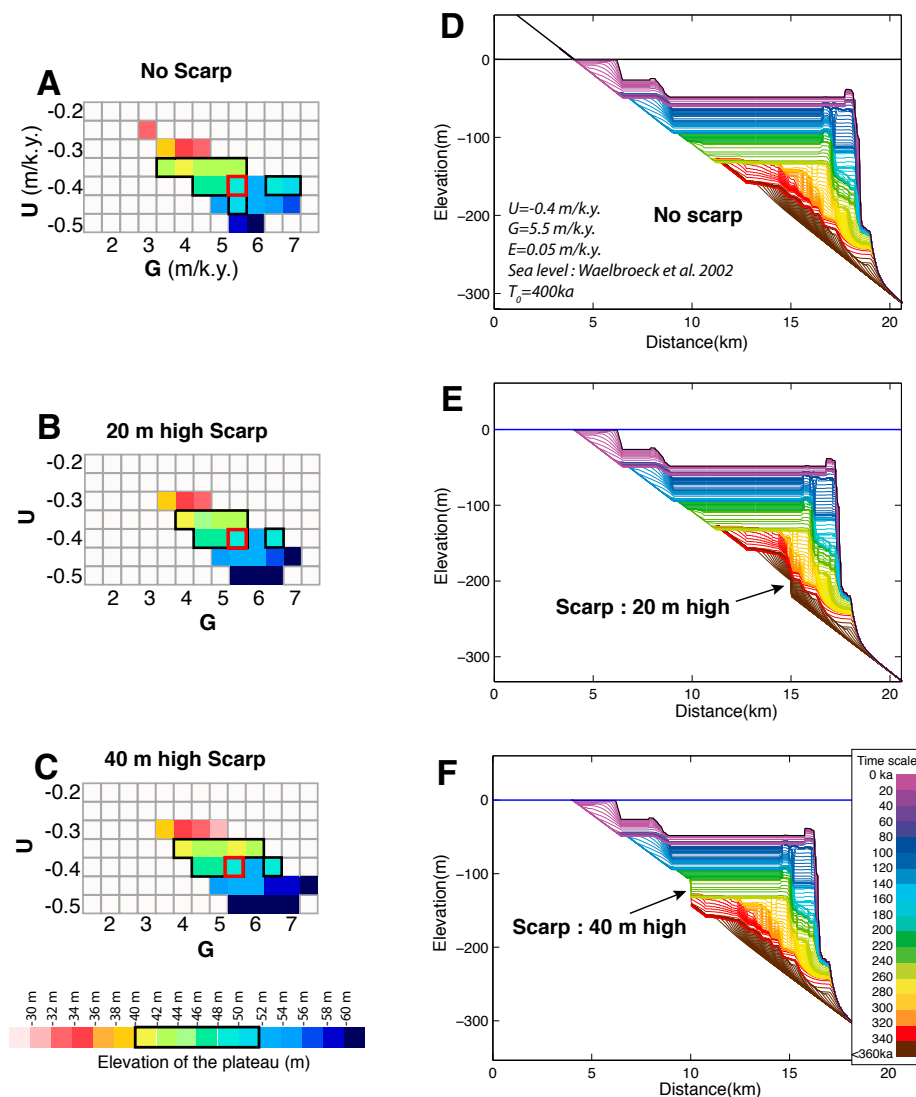 A
No Scarp
U (m/k.y.)
-0.2
-0.3
-0.4
-0.5
2 3 4 5 6 7
G (m/k.y.)
B
20 m high Scarp
U
-0.2
-0.3
-0.4
-0.5
2 3 4 5 6 7
G
C
40 m high Scarp
U
-0.2
-0.3
-0.4
-0.5
2 3 4 5 6 7
G
30 m 32 m 34 m 36 m 38 m 40 m 42 m 44 m 46 m 48 m 50 m 52 m 54 m 56 m 58 m 60 m
Elevation of the plateau (m)
D
Elevation(m)
0
−100
−200
−300
No scarp
U=-0.4 m/k.y.
G=5.5 m/k.y.
E=0.05 m/k.y.
Sea level : Waelbroeck et al. 2002
T0=400ka
0 5 10 15 20
Distance(km)
E
Elevation(m)
0
−100
−200
−300
Scarp : 20 m high
0 5 10 15 20
Distance(km)
F
Elevation(m)
0
−100
−200
−300
Scarp : 40 m high
0 5 10 15 20
Distance(km)
Time scale
0 ka
20
40
60
80
100
120
140
160
180
200
220
240
260
280
300
320
340
<360ka